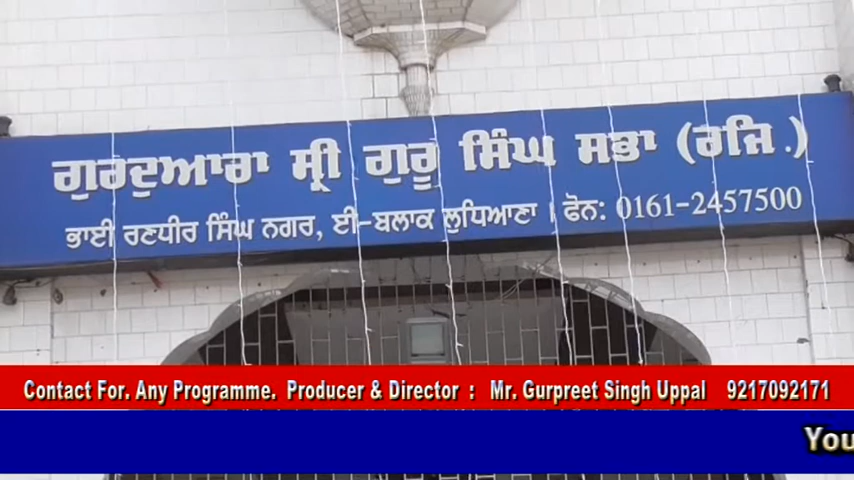 ਗੁਰਦੁਆਰਾ ਸ੍ਰੀ ਗੁਰੂ ਸਿੰਘ ਸਭਾ (ਰਜਿ.)
ਭਾਈ ਰਣਧੀਰ ਸਿੰਘ ਨਗਰ, ਈ-ਬਲਾਕ ਲੁਧਿਆਣਾ ਫੋਨ: 0161-2457500
Contact For. Any Programme. Producer & Director : Mr. Gurpreet Singh Uppal 9217092171